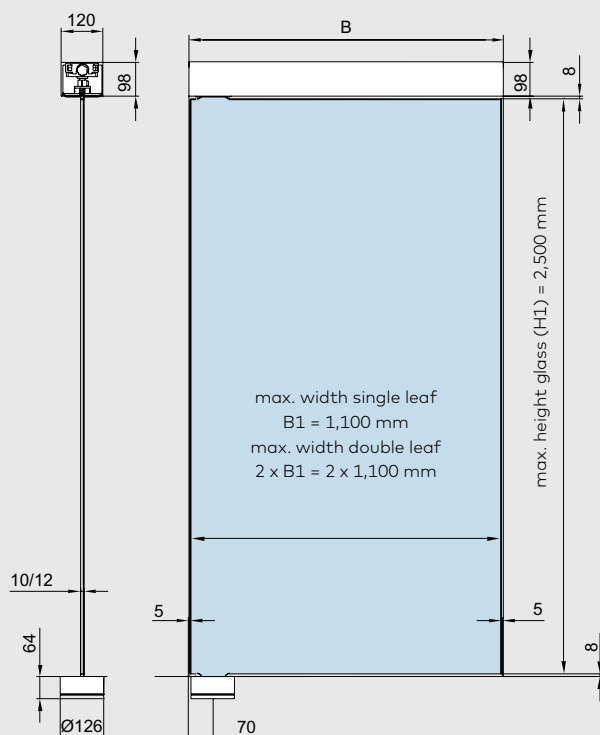 120
B
98
98
8
max. height glass (H1) = 2,500 mm
max. width single leaf
B1 = 1,100 mm
max. width double leaf
2 x B1 = 2 x 1,100 mm
10/12
5
5
64
8
Ø126
70